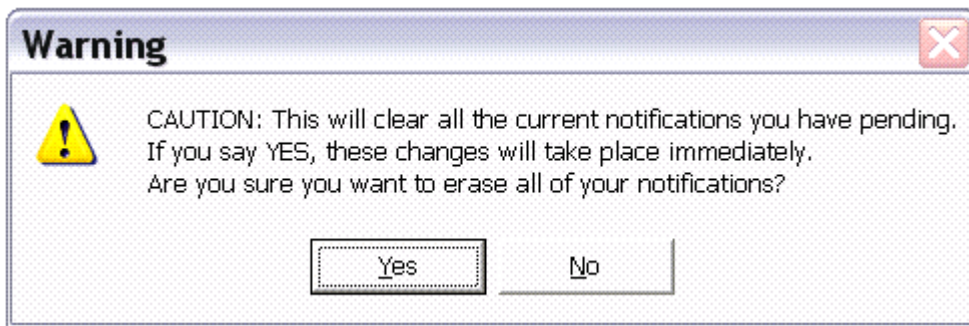 Warning
CAUTION: This will clear all the current notifications you have pending.
If you say YES, these changes will take place immediately.
Are you sure you want to erase all of your notifications?
Yes No